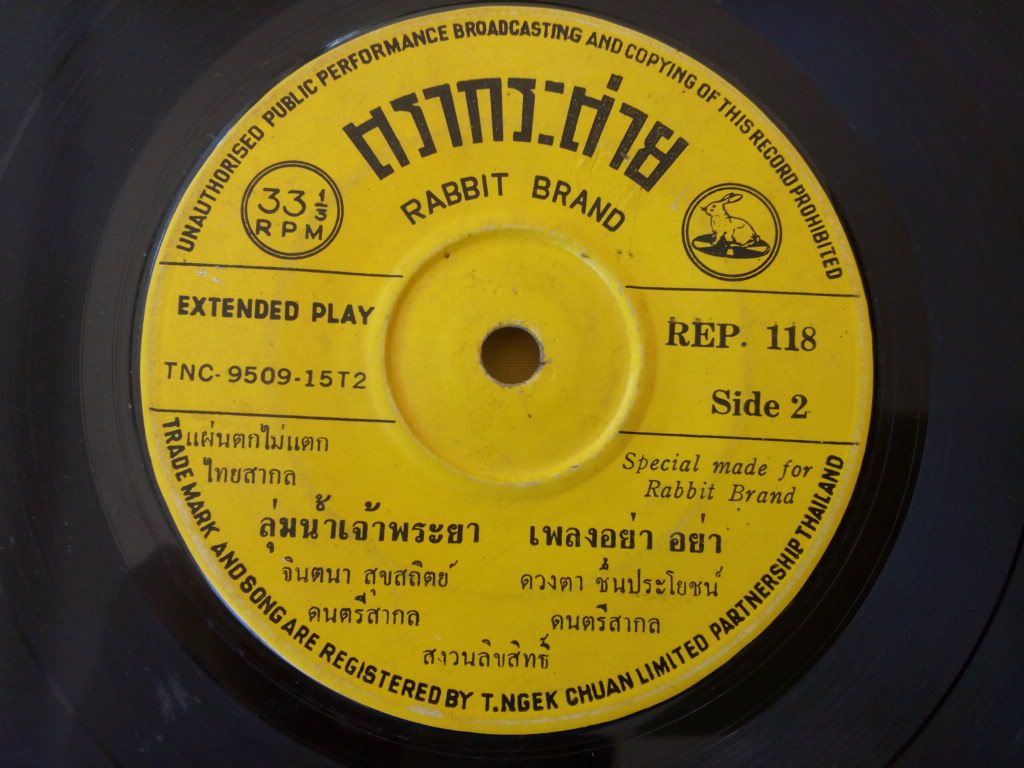 UNAUTHORISED PUBLIC PERFORMANCE BROADCASTING AND COPYING OF THIS RECORD PROHIBITED
ตรากระต่าย
RABBIT BRAND
33 1/3
RPM
EXTENDED PLAY
REP. 118
TNC-9509-15T2
Side 2
แผ่นตกไม่แตก
ไทยสากล
Special made for
Rabbit Brand
ลุ่มน้ำเจ้าพระยา เพลงอย่า อย่า
จินตนา สุขสถิตย์ ดวงตา ชื่นประโยชน์
ดนตรีสากล ดนตรีสากล
สงวนลิขสิทธิ์
TRADE MARK AND SONG ARE REGISTERED BY T.NGEK CHUAN LIMITED PARTNERSHIP THAILAND